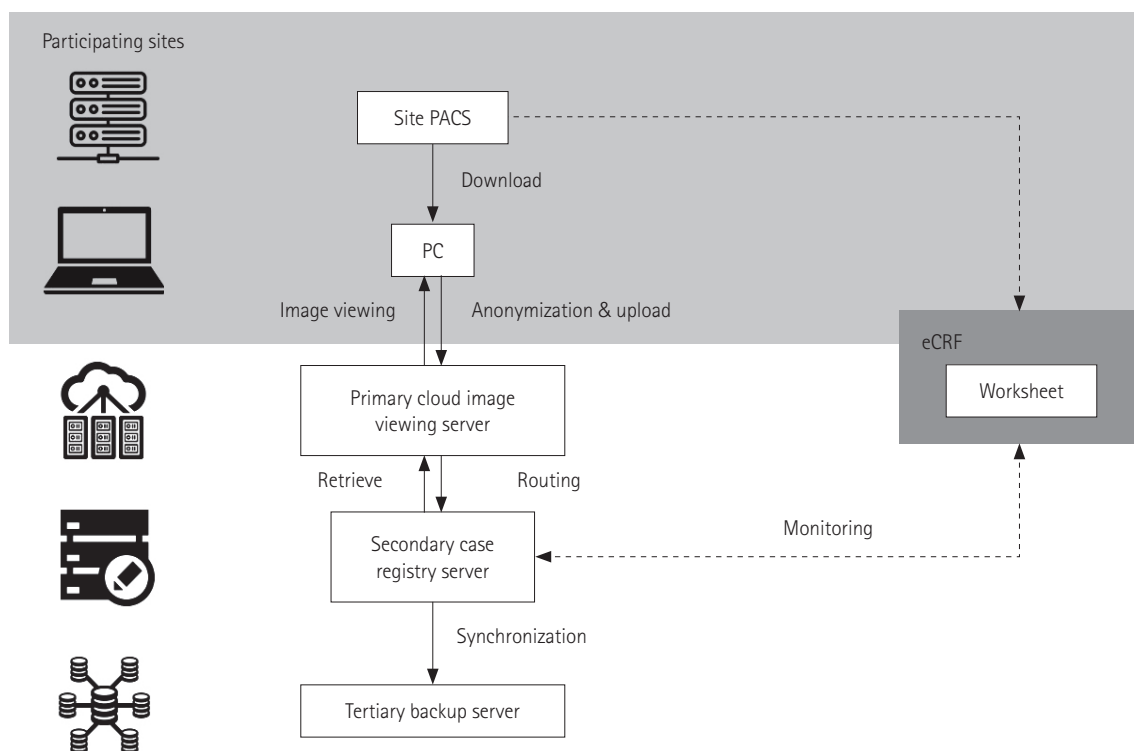 Participating sites
Site PACS
Download
PC
Image viewing
Anonymization & upload
eCRF
Worksheet
Primary cloud image
viewing server
Retrieve
Routing
Monitoring
Secondary case
registry server
Synchronization
Tertiary backup server